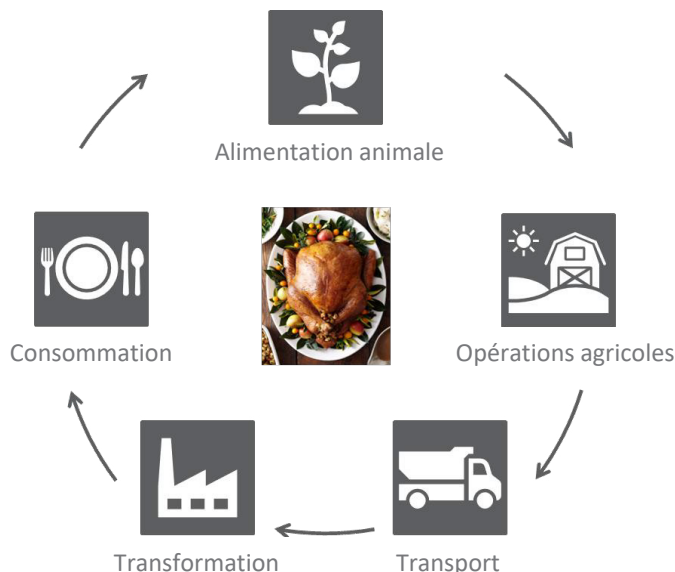 Alimentation animale
Consommation
Opérations agricoles
Transformation
Transport